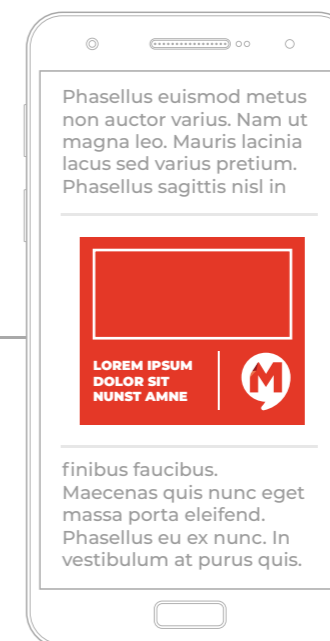 Phasellus euismod metus
non auctor varius. Nam ut
magna leo. Mauris lacinia
lacus sed varius pretium.
Phasellus sagittis nisl in
LOREM IPSUM
DOLOR SIT
NUNST AMNE
M
finibus faucibus.
Maecenas quis nunc eget
massa porta eleifend.
Phasellus eu ex nunc. In
vestibulum at purus quis.